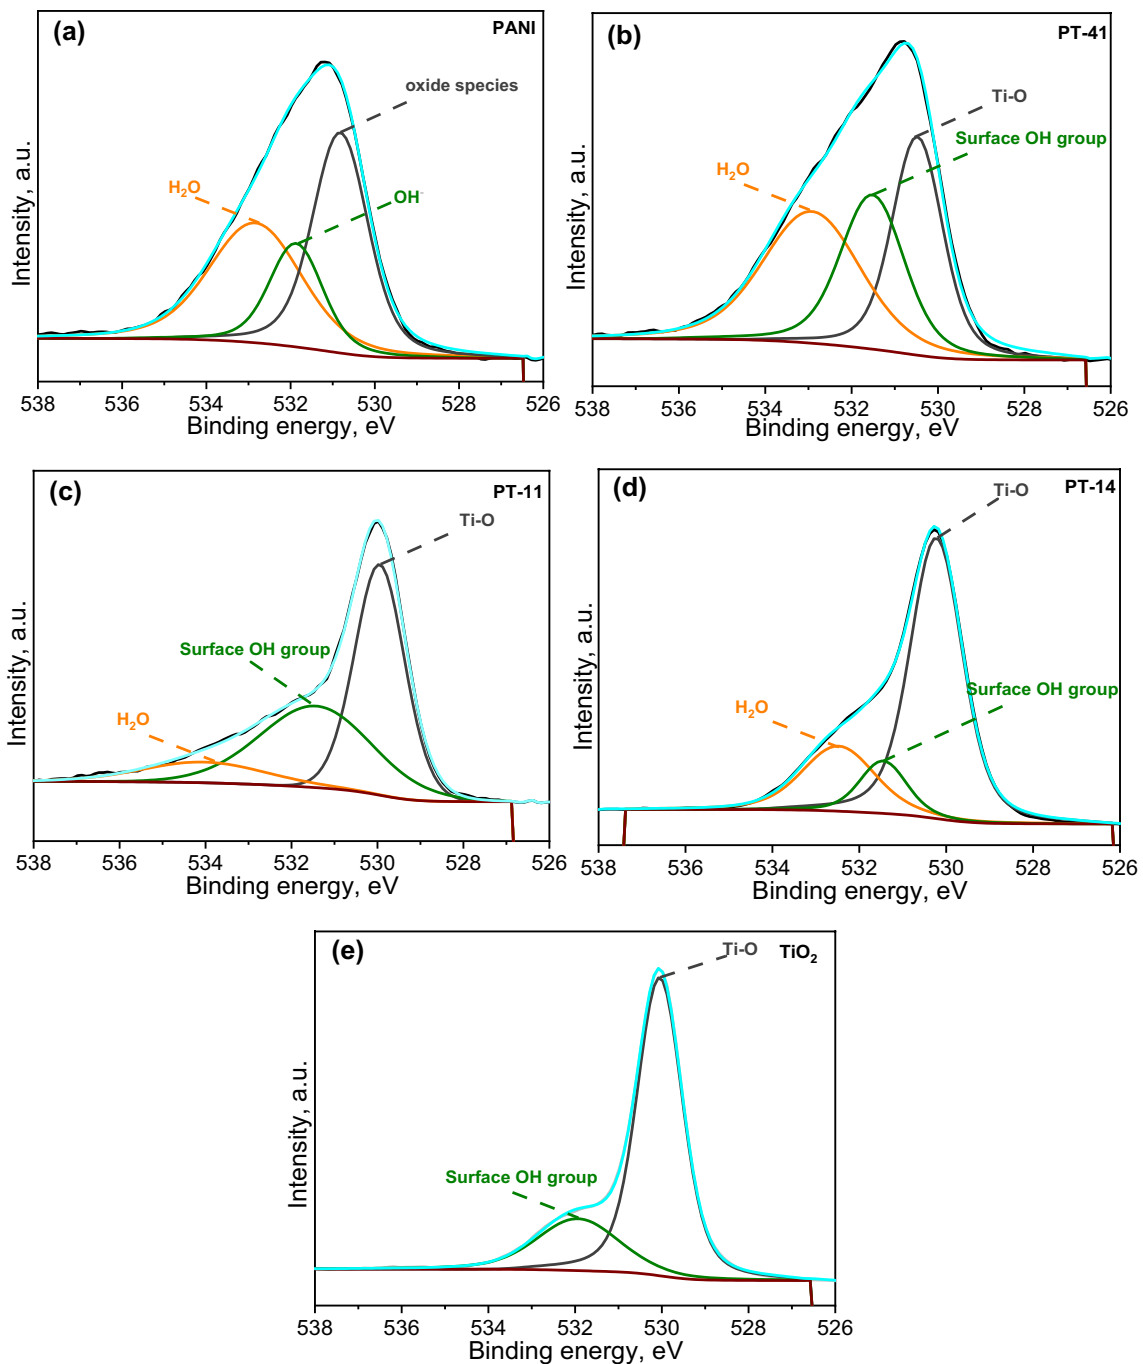 (a)
PANI
oxide species
H₂O
OH⁻
Intensity, a.u.
538 536 534 532 530 528 526
Binding energy, eV
(b)
PT-41
Ti-O
Surface OH group
H₂O
Intensity, a.u.
538 536 534 532 530 528 526
Binding energy, eV
(c)
PT-11
Ti-O
Surface OH group
H₂O
Intensity, a.u.
538 536 534 532 530 528 526
Binding energy, eV
(d)
PT-14
Ti-O
Surface OH group
H₂O
Intensity, a.u.
538 536 534 532 530 528 526
Binding energy, eV
(e)
TiO₂
Ti-O
Surface OH group
Intensity, a.u.
538 536 534 532 530 528 526
Binding energy, eV